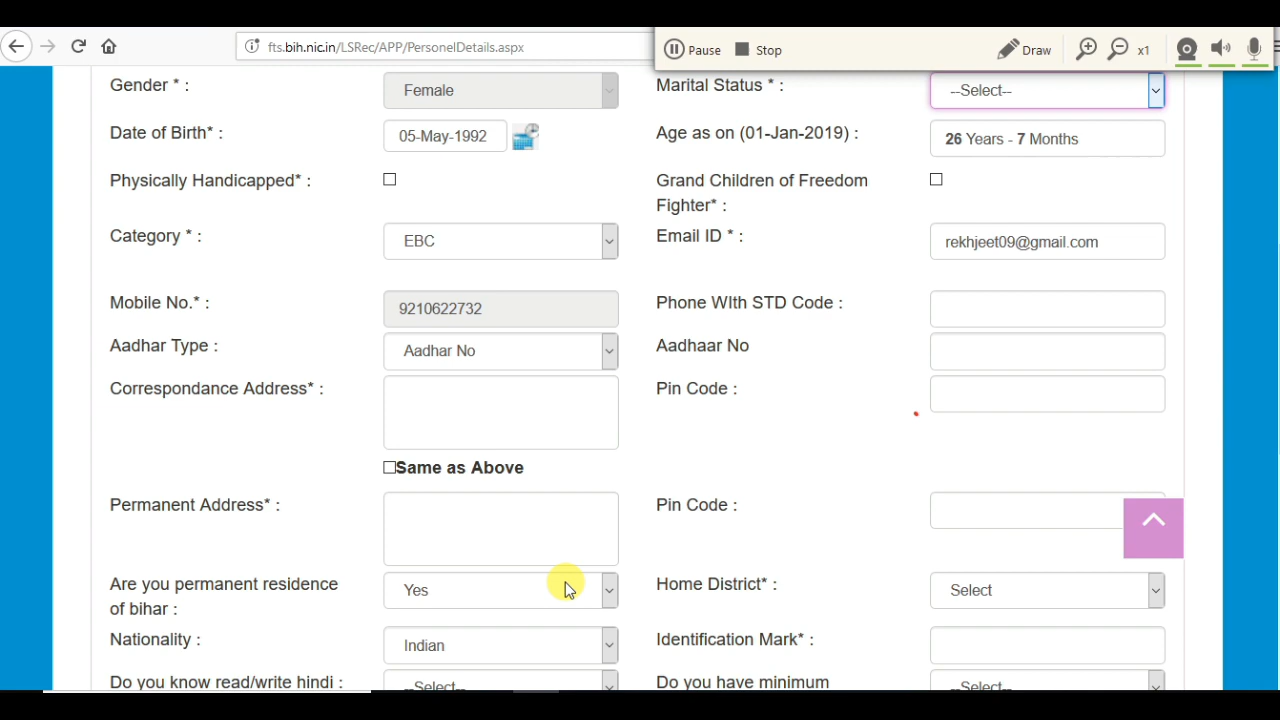 fts.bih.nic.in/LSRec/APP/PersonelDetails.aspx
Pause Stop Draw x1
Gender * : Female Marital Status * : --Select--
Date of Birth* : 05-May-1992 Age as on (01-Jan-2019) : 26 Years - 7 Months
Physically Handicapped* : Grand Children of Freedom
Fighter* :
Category * : EBC Email ID * : rekhjeet09@gmail.com
Mobile No.* : 9210622732 Phone WIth STD Code :
Aadhar Type : Aadhar No Aadhaar No
Correspondance Address* : Pin Code :
Same as Above
Permanent Address* : Pin Code :
Are you permanent residence
of bihar : Yes Home District* : Select
Nationality : Indian Identification Mark* :
Do you know read/write hindi : --Select-- Do you have minimum --Select--